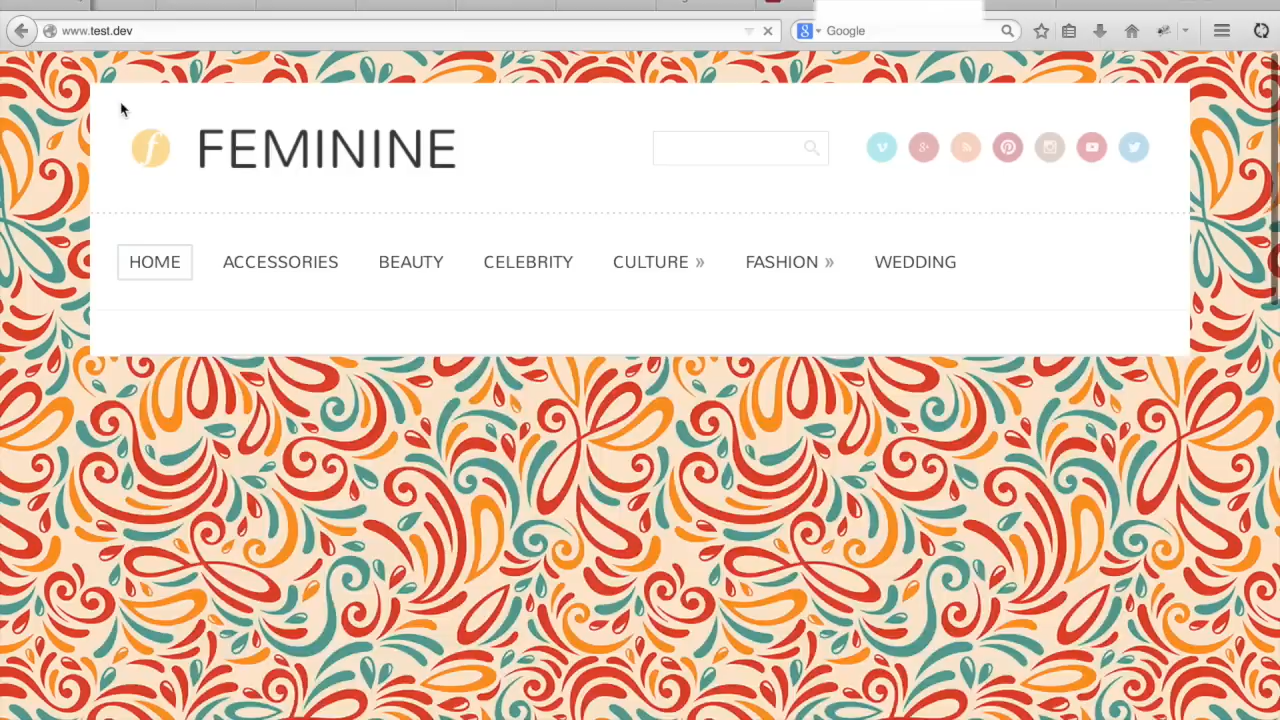 www.test.dev
Google
FEMININE
HOME ACCESSORIES BEAUTY CELEBRITY CULTURE » FASHION » WEDDING